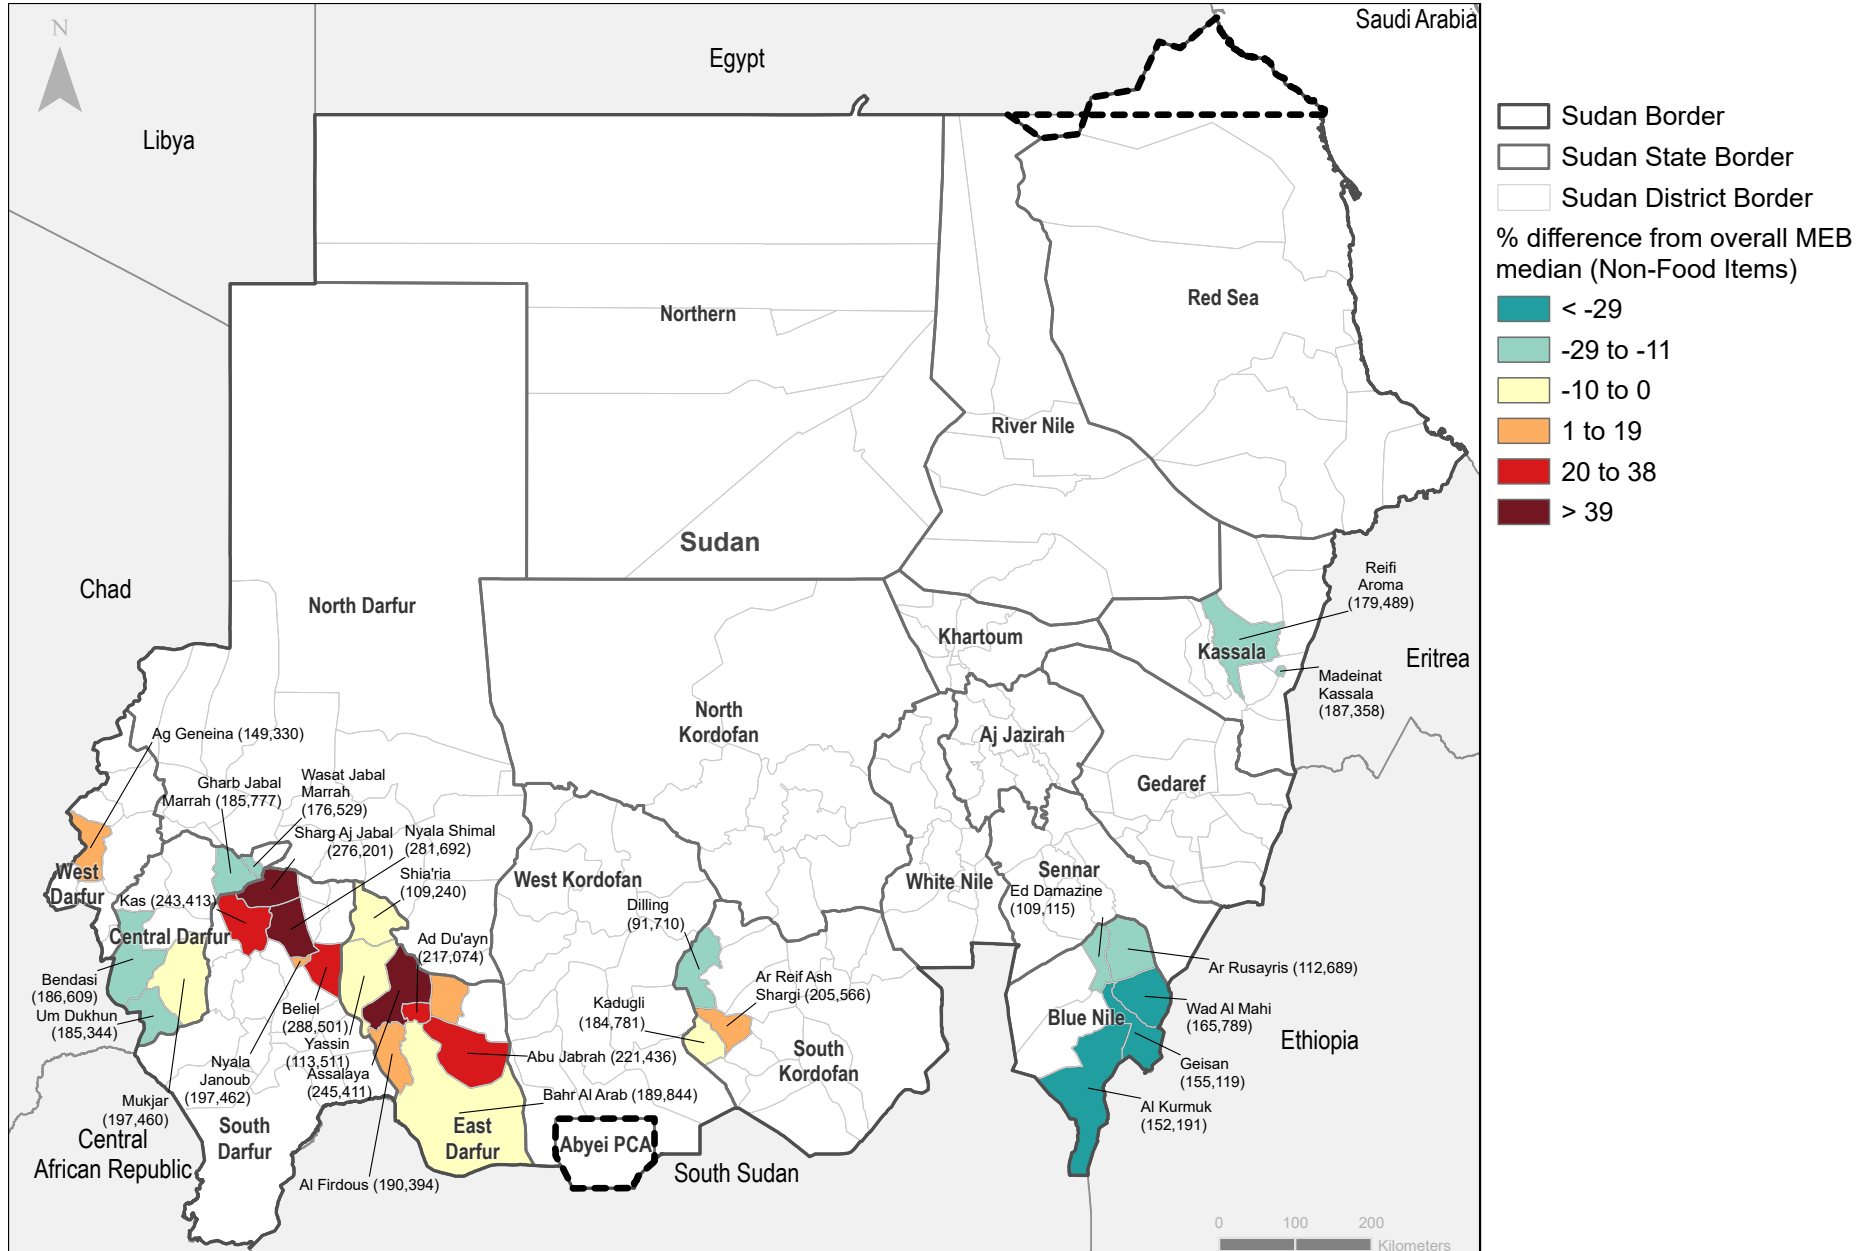 Saudi Arabia
N
Egypt
Libya
Sudan Border
Sudan State Border
Sudan District Border
% difference from overall MEB
median (Non-Food Items)
< -29
-29 to -11
-10 to 0
1 to 19
20 to 38
> 39
Red Sea
Northern
River Nile
Sudan
Chad
North Darfur
Reifi
Aroma
(179,489)
Khartoum
Kassala
Eritrea
Madeinat
Kassala
(187,358)
North
Kordofan
Aj Jazirah
Ag Geneina (149,330)
Gedaref
Gharb Jabal
Marrah (185,777)
Wasat Jabal
Marrah
(176,529)
Sharg Aj Jabal
(276,201)
Nyala Shimal
(281,692)
Shia'ria
(109,240)
West
Darfur
West Kordofan
White Nile
Sennar
Ed Damazine
(109,115)
Kas (243,413)
Dilling
(91,710)
Central Darfur
Ad Du'ayn
(217,074)
Bendasi
(186,609)
Um Dukhun
(185,344)
Ar Rusayris (112,689)
Ar Reif Ash
Shargi (205,566)
Kadugli
(184,781)
Wad Al Mahi
(165,789)
Blue Nile
Beliel
(288,501)
Yassin
(113,511)
Assalaya
(245,411)
Abu Jabrah (221,436)
South
Kordofan
Ethiopia
Geisan
(155,119)
Nyala
Janoub
(197,462)
Mukjar
(197,460)
Bahr Al Arab (189,844)
Al Kurmuk
(152,191)
Central
African Republic
South
Darfur
East
Darfur
Abyei PCA
South Sudan
Al Firdous (190,394)
0 100 200
Kilometers